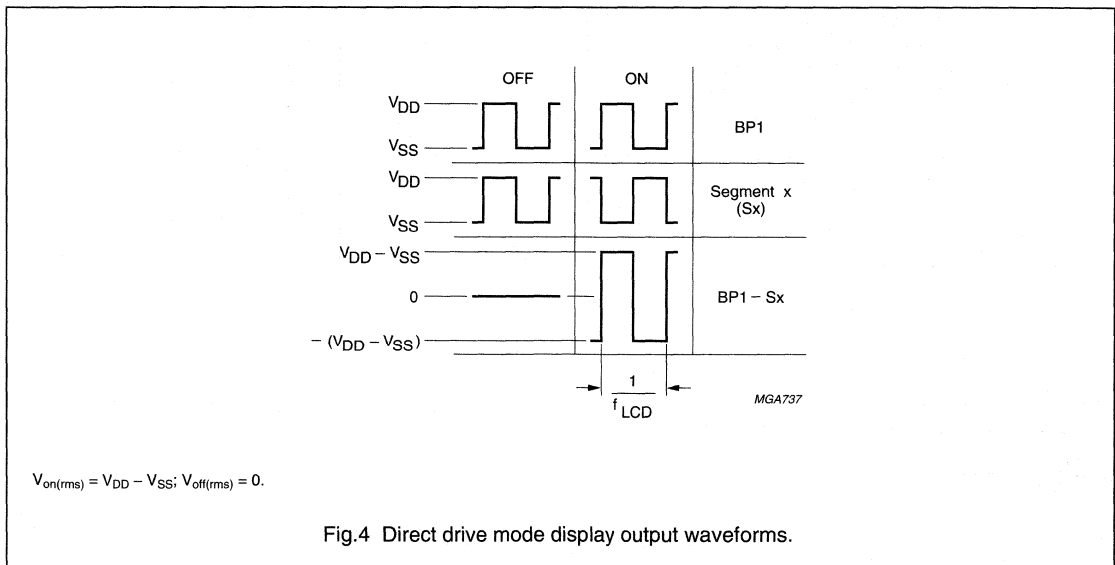 OFF ON
VDD
VSS
BP1
VDD
VSS
Segment x
(Sx)
VDD – VSS
0
– (VDD – VSS)
BP1 – Sx
1
f LCD
MGA737
Von(rms) = VDD – VSS; Voff(rms) = 0.
Fig.4 Direct drive mode display output waveforms.